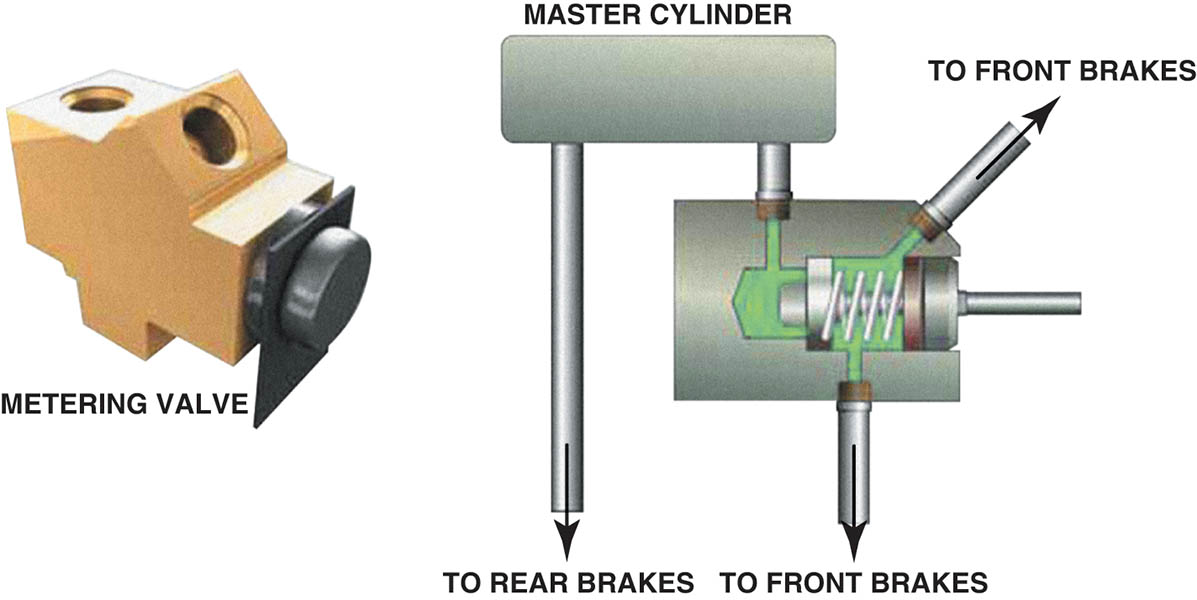 MASTER CYLINDER
TO FRONT BRAKES
METERING VALVE
TO REAR BRAKES
TO FRONT BRAKES